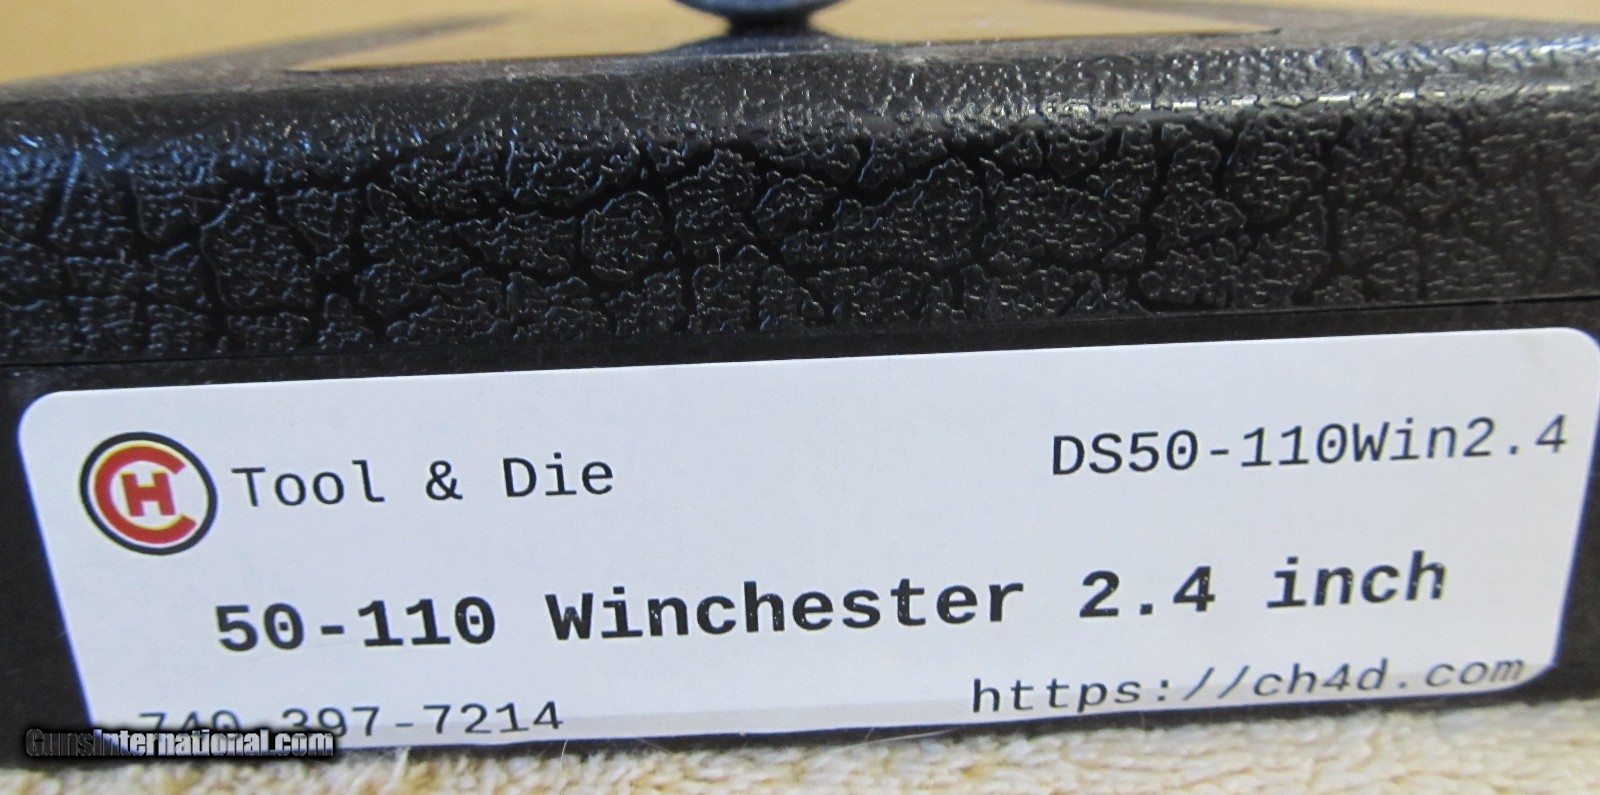 CH Tool & Die
DS50-110Win2.4
50-110 Winchester 2.4 inch
740-397-7214
https://ch4d.com
GunsInternational.com